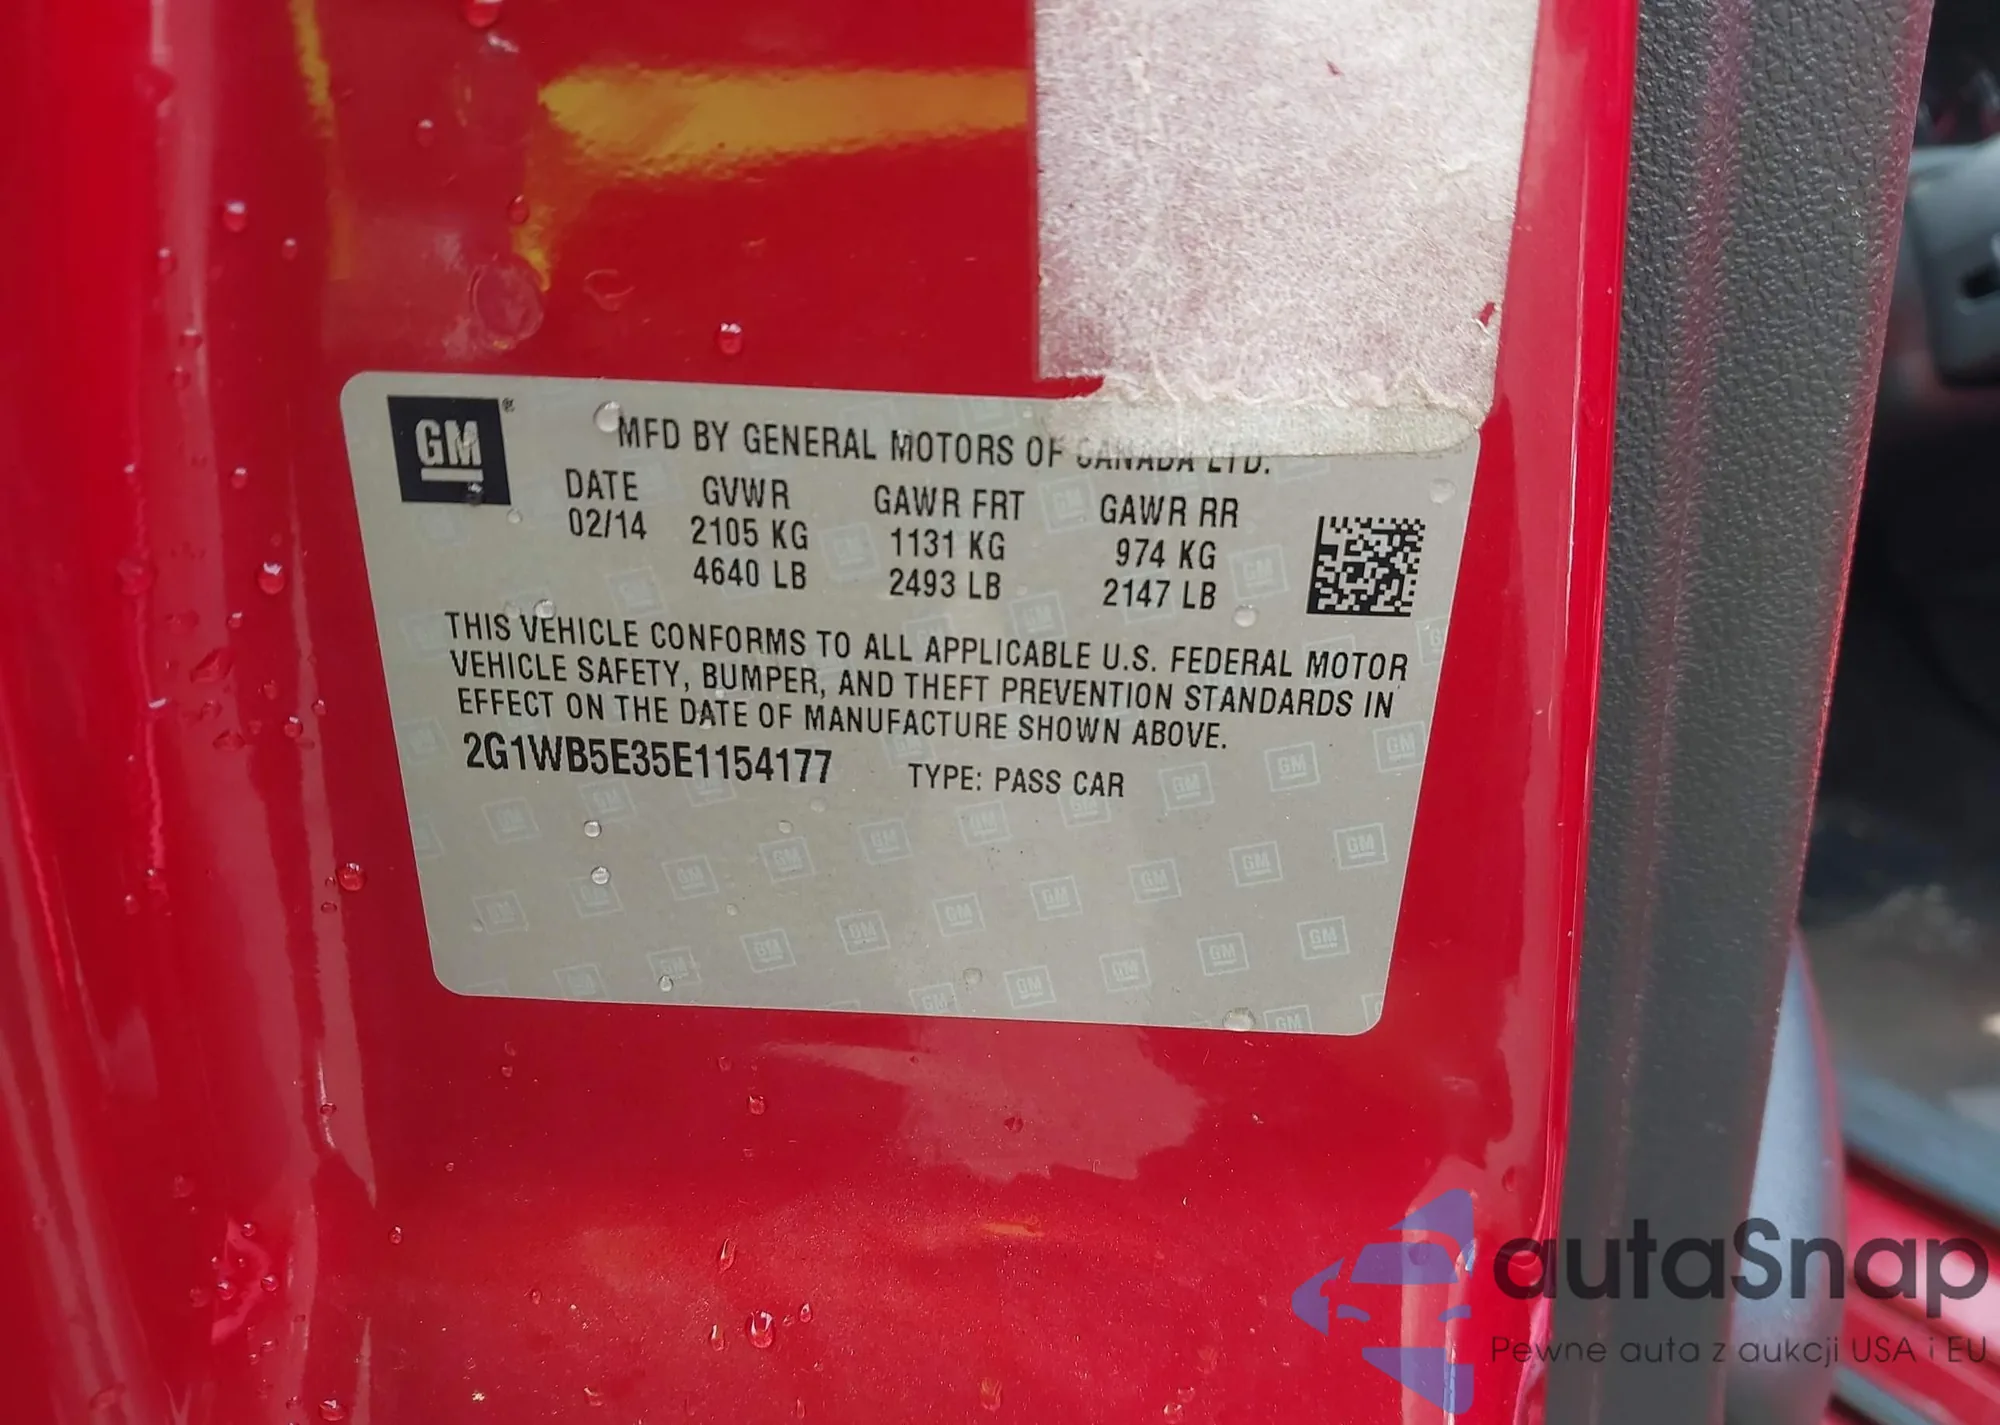 GM®
MFD BY GENERAL MOTORS OF CANADA LTD.
DATE GVWR GAWR FRT GAWR RR
02/14 2105 KG 1131 KG 974 KG
4640 LB 2493 LB 2147 LB
THIS VEHICLE CONFORMS TO ALL APPLICABLE U.S. FEDERAL MOTOR
VEHICLE SAFETY, BUMPER, AND THEFT PREVENTION STANDARDS IN
EFFECT ON THE DATE OF MANUFACTURE SHOWN ABOVE.
2G1WB5E35E1154177 TYPE: PASS CAR
autaSnap
Pewne auta z aukcji USA i EU